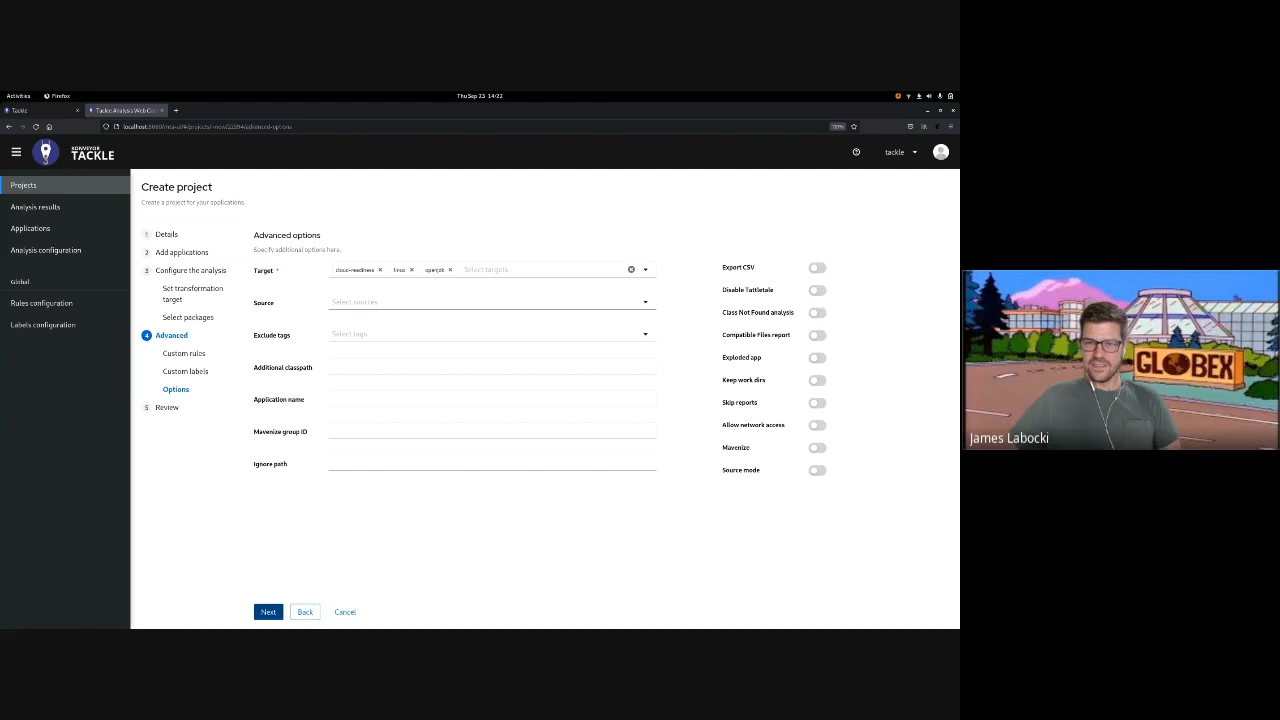 Activities
Firefox
Thu Sep 23 14:22
Tackle
Tackle Analysis Web Co
120%
KONVEYOR
TACKLE
tackle
Projects
Analysis results
Applications
Analysis configuration
Global
Rules configuration
Labels configuration
Create project
Create a project for your applications.
1 Details
2 Add applications
3 Configure the analysis
Set transformation
target
Select packages
4 Advanced
Custom rules
Custom labels
Options
5 Review
Advanced options
Specify additional options here.
Target *
cloud-readiness
linux
openjdk
Select targets
Source
Select sources
Exclude tags
Select tags
Additional classpath
Application name
Mavenize group ID
Ignore path
Export CSV
Disable Tattletale
Class Not Found analysis
Compatible Files report
Exploded app
Keep work dirs
Skip reports
Allow network access
Mavenize
Source mode
Next
Back
Cancel
GLOBEX
James Labocki